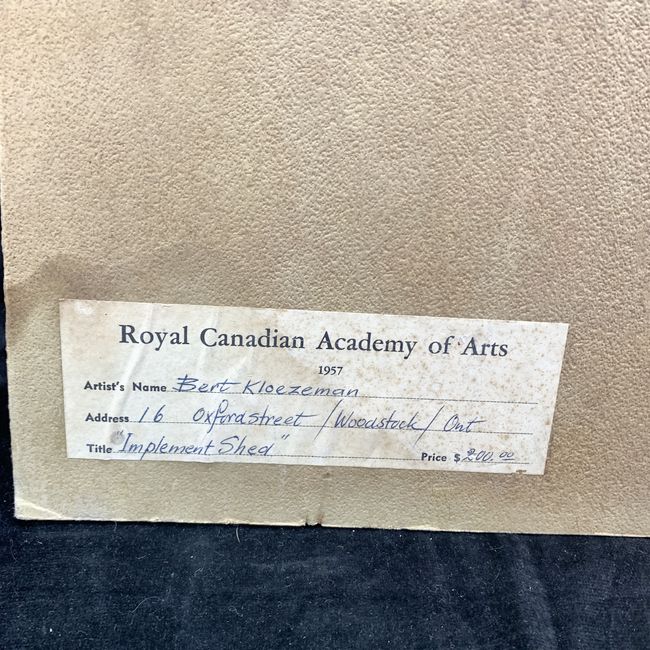 Royal Canadian Academy of Arts
1957
Artist's Name Bert Kloezeman
Address 16 Oxfordstreet / Woodstock / Ont
Title "Implement Shed" Price $ 200.00